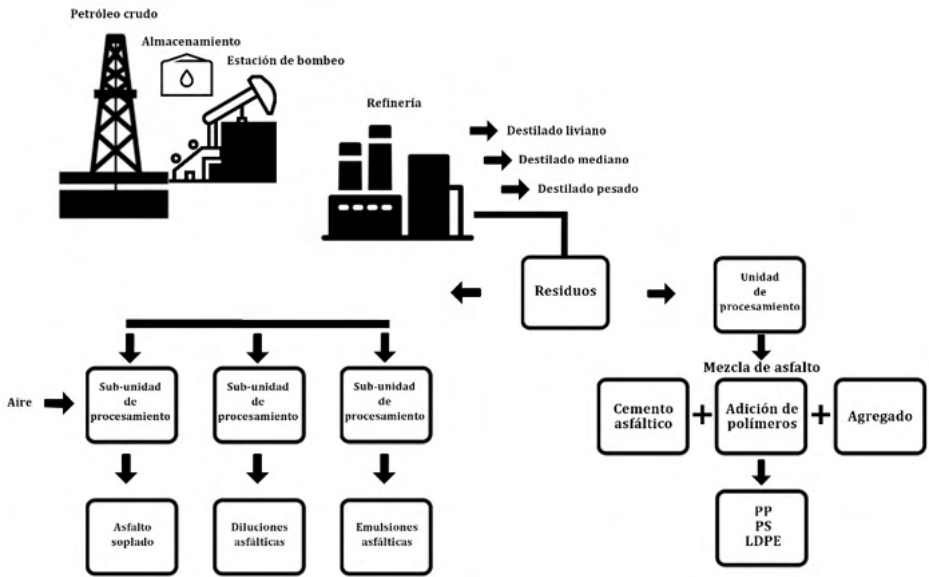 Petróleo crudo
Almacenamiento
Estación de bombeo
Refinería
Destilado liviano
Destilado mediano
Destilado pesado
Residuos
Unidad
de
procesamiento
Mezcla de asfalto
Cemento
asfáltico
Adición de
polímeros
Agregado
PP
PS
LDPE
Aire
Sub-unidad
de
procesamiento
Sub-unidad
de
procesamiento
Sub-unidad
de
procesamiento
Asfalto
soplado
Diluciones
asfálticas
Emulsiones
asfálticas